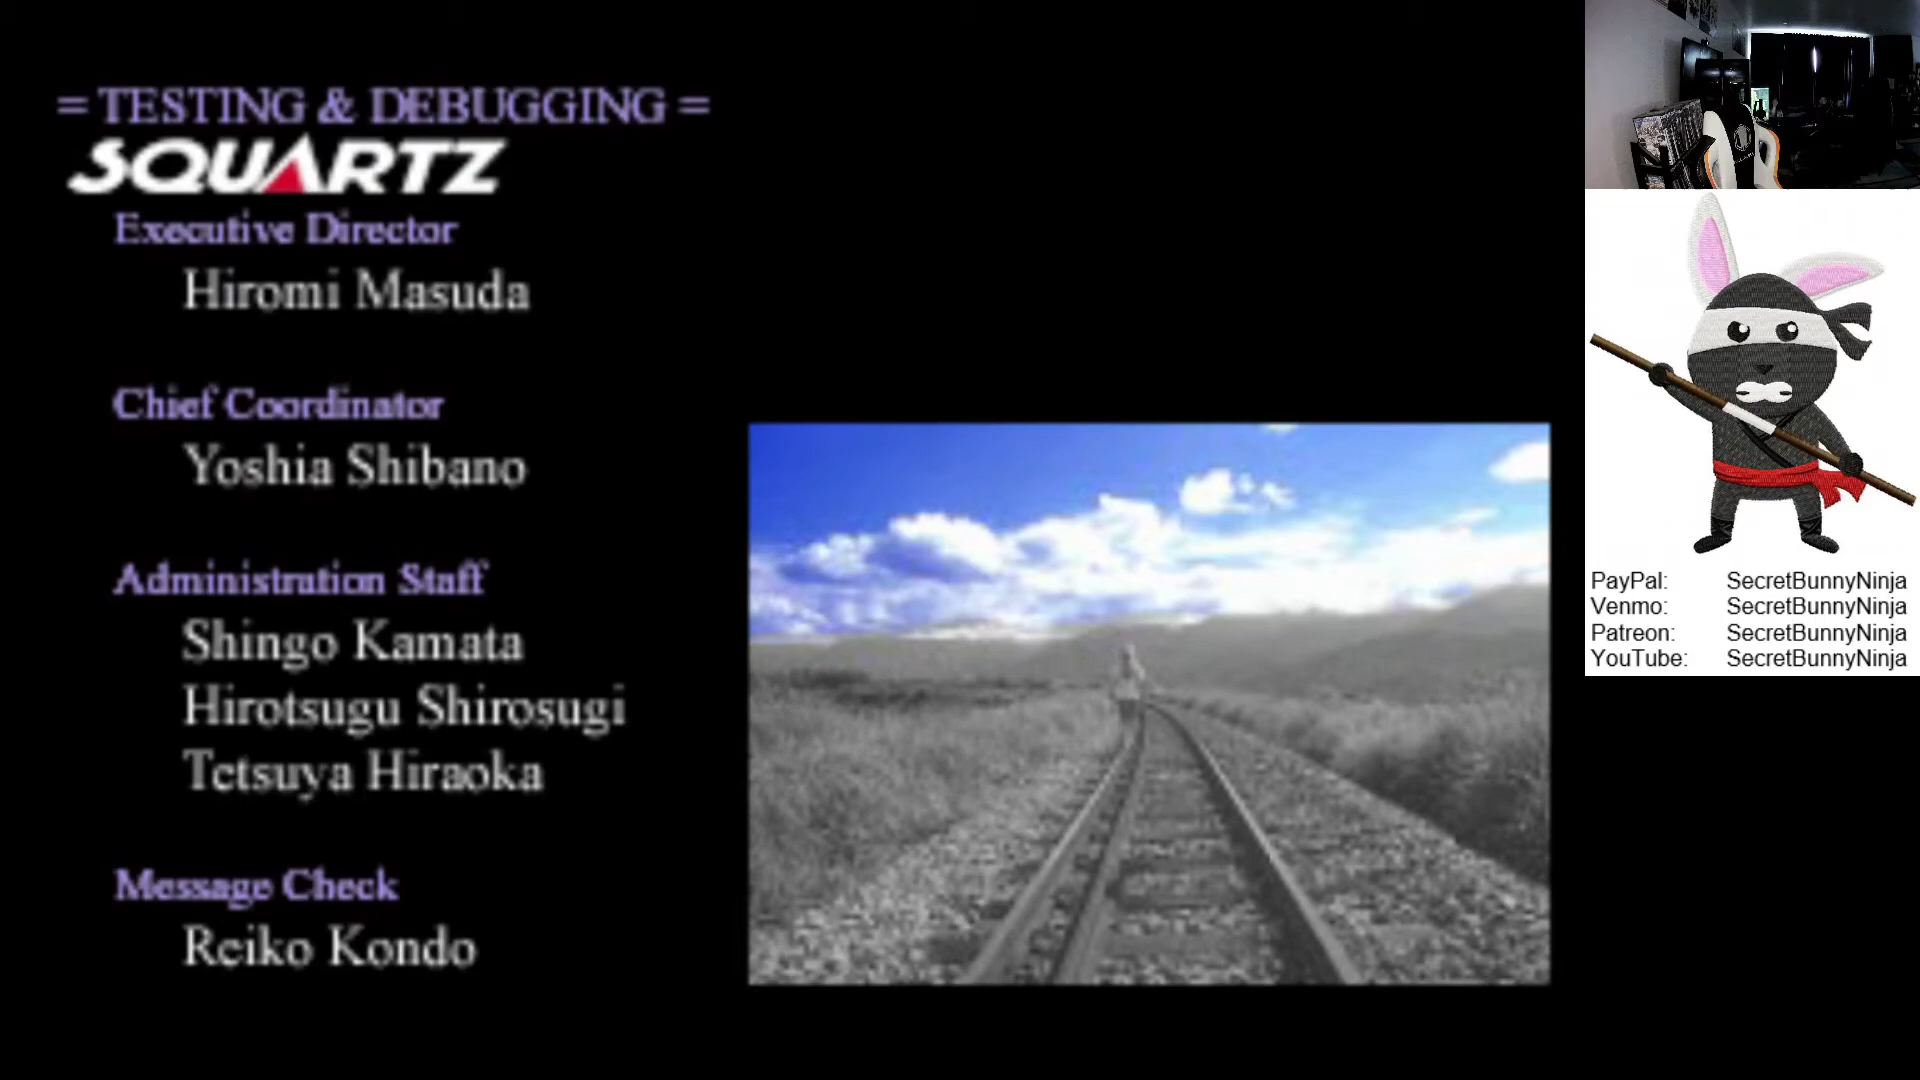 = TESTING & DEBUGGING =
SQUARTZ
Executive Director
Hiromi Masuda
Chief Coordinator
Yoshia Shibano
Administration Staff
Shingo Kamata
Hirotsugu Shirosugi
Tetsuya Hiraoka
Message Check
Reiko Kondo
PayPal: SecretBunnyNinja
Venmo: SecretBunnyNinja
Patreon: SecretBunnyNinja
YouTube: SecretBunnyNinja